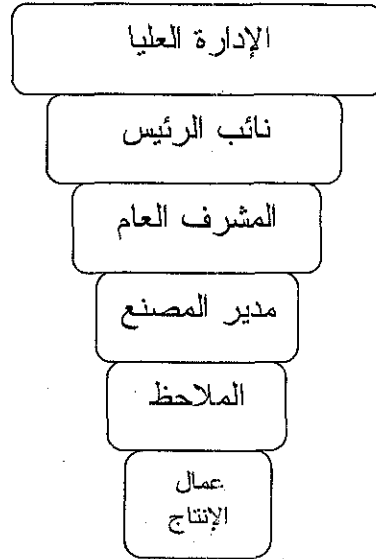 الإدارة العليا
نائب الرئيس
المشرف العام
مدير المصنع
الملاحظ
عمال
الإنتاج